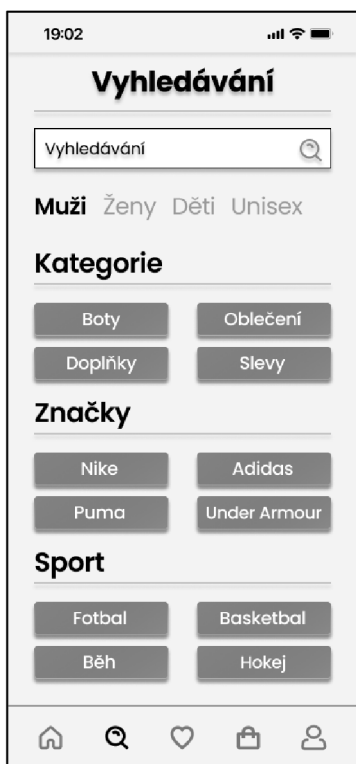 19:02
Vyhledávání
Vyhledávání
Muži Ženy Děti Unisex
Kategorie
Boty Oblečení
Doplňky Slevy
Značky
Nike Adidas
Puma Under Armour
Sport
Fotbal Basketbal
Běh Hokej